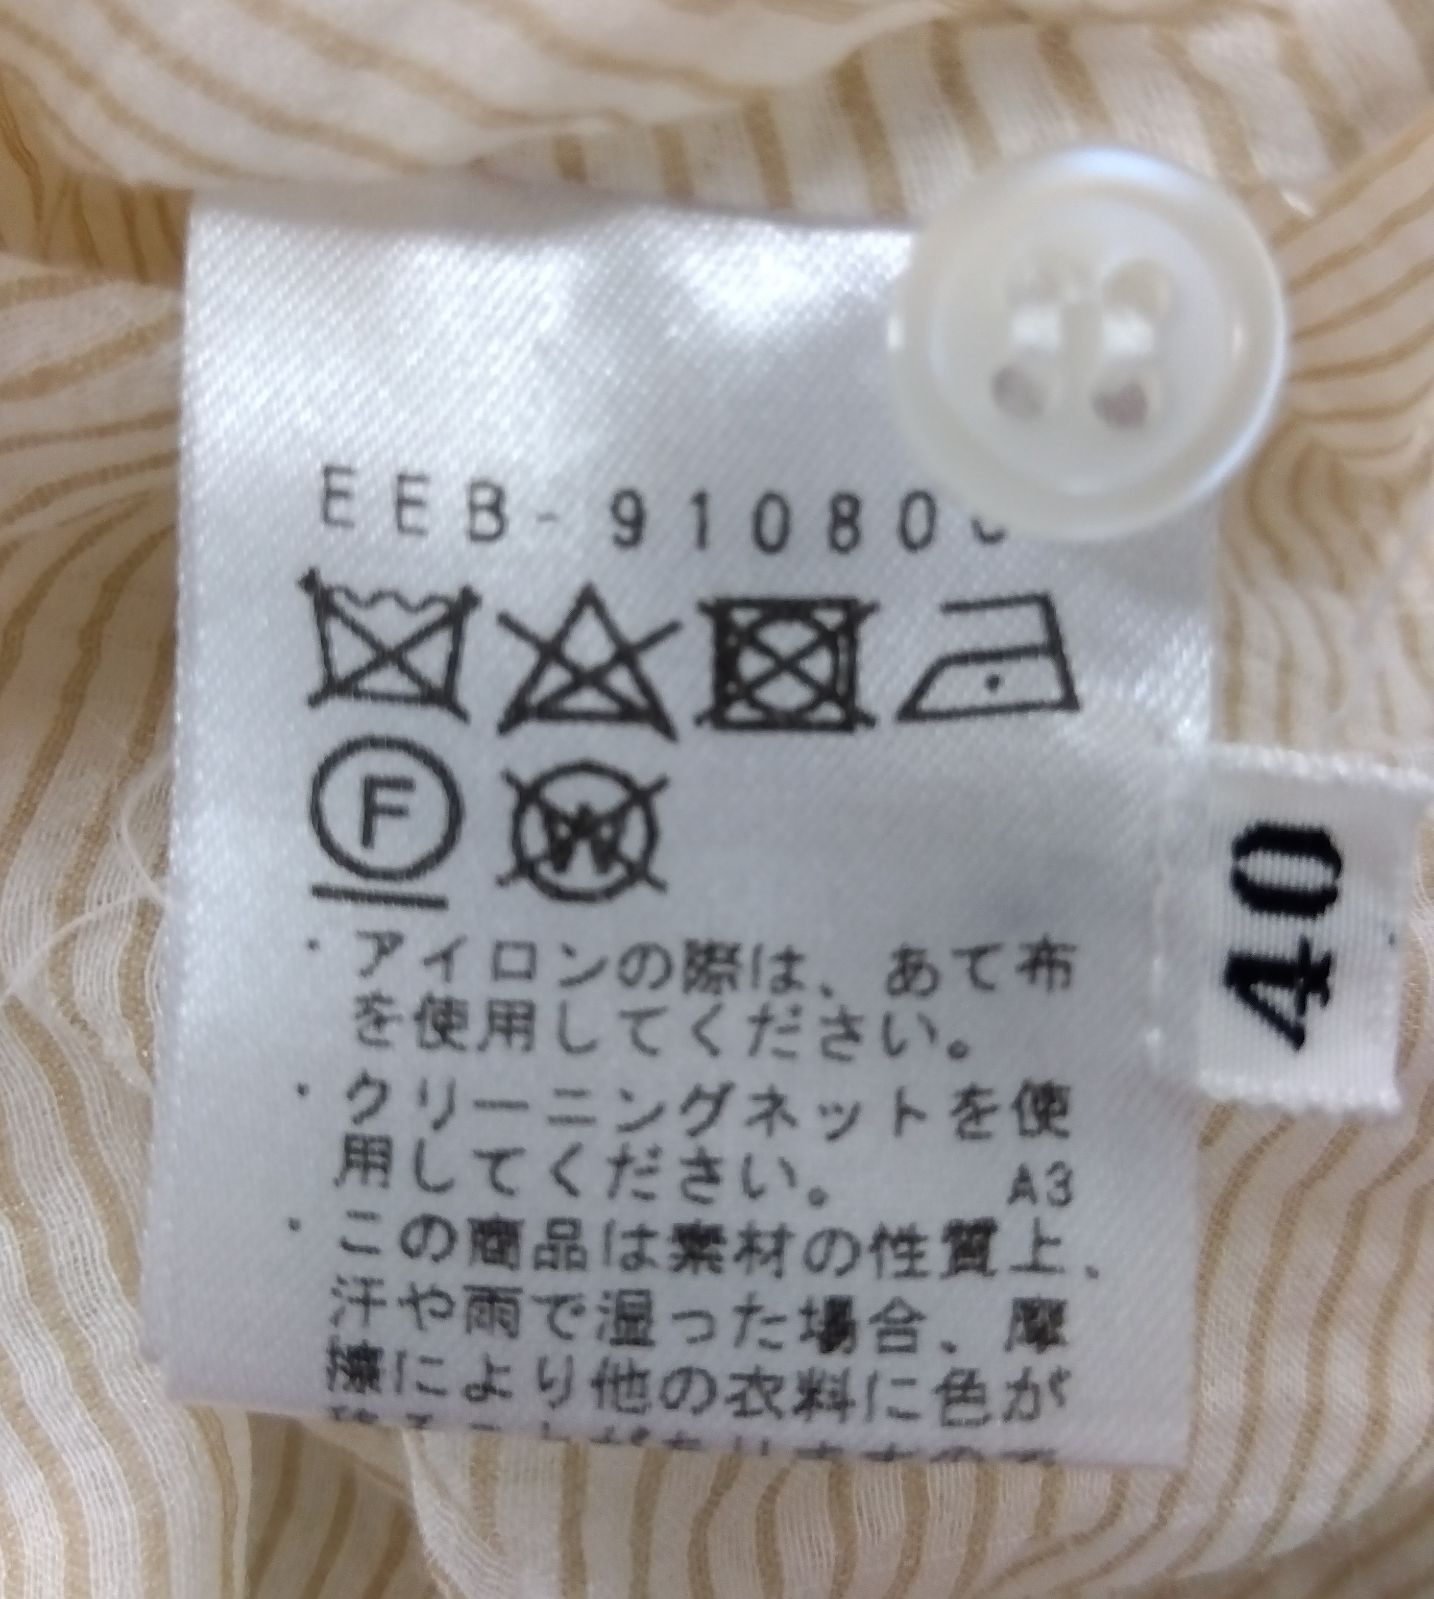 EEB-91080
F
W
・アイロンの際は、あて布
を使用してください。
・クリーニングネットを使
用してください。 A3
・この商品は素材の性質上、
汗や雨で湿った場合、摩
擦により他の衣料に色が
40